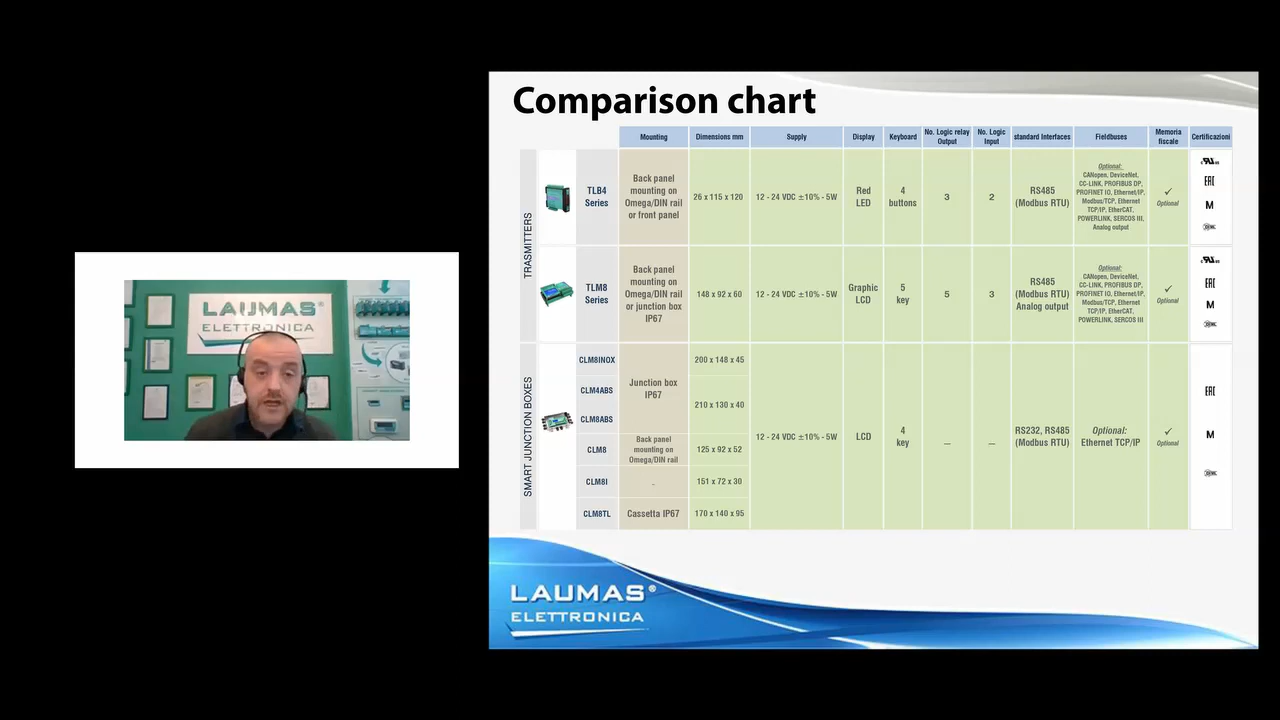 LAUMAS®
ELETTRONICA
Comparison chart
Mounting
Dimensions mm
Supply
Display
Keyboard
No. Logic relay
Output
No. Logic
Input
standard Interfaces
Fieldbuses
Memoria
fiscale
Certificazioni
TRASMITTERS
TLB4
Series
Back panel
mounting on
Omega/DIN rail
or front panel
26 x 115 x 120
12 - 24 VDC ±10% - 5W
Red
LED
4
buttons
3
2
RS485
(Modbus RTU)
Optional:
CANopen, DeviceNet,
CC-LINK, PROFIBUS DP,
PROFINET IO, Ethernet/IP,
Modbus/TCP, Ethernet
TCP/IP, EtherCAT,
POWERLINK, SERCOS III,
Analog output
✓
Optional
EAC
M
TLM8
Series
Back panel
mounting on
Omega/DIN rail
or junction box
IP67
148 x 92 x 60
12 - 24 VDC ±10% - 5W
Graphic
LCD
5
key
5
3
RS485
(Modbus RTU)
Analog output
Optional:
CANopen, DeviceNet,
CC-LINK, PROFIBUS DP,
PROFINET IO, Ethernet/IP,
Modbus/TCP, Ethernet
TCP/IP, EtherCAT,
POWERLINK, SERCOS III
✓
Optional
EAC
M
SMART JUNCTION BOXES
CLM8INOX
CLM4ABS
CLM8ABS
CLM8
CLM8I
CLM8TL
Junction box
IP67
Back panel
mounting on
Omega/DIN rail
-
Cassetta IP67
200 x 148 x 45
210 x 130 x 40
125 x 92 x 52
151 x 72 x 30
170 x 140 x 95
12 - 24 VDC ±10% - 5W
LCD
4
key
—
—
RS232, RS485
(Modbus RTU)
Optional:
Ethernet TCP/IP
✓
Optional
EAC
M
LAUMAS®
ELETTRONICA